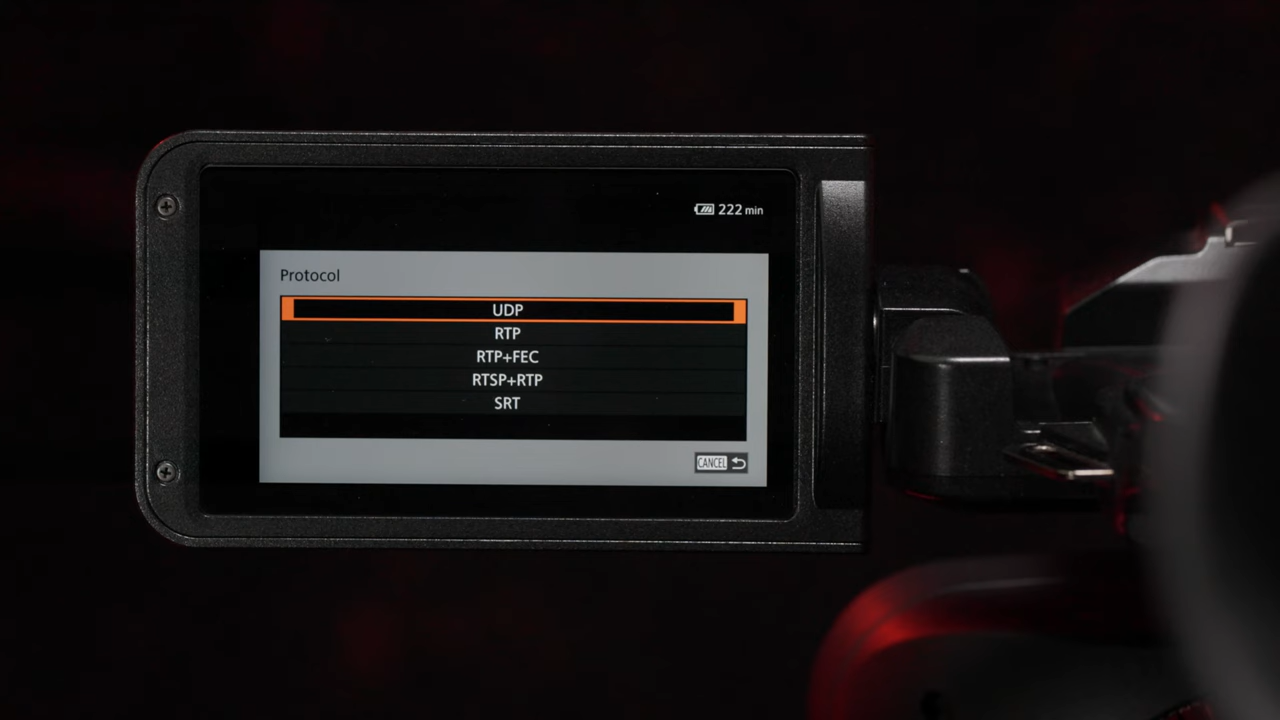 222 min
Protocol
UDP
RTP
RTP+FEC
RTSP+RTP
SRT
CANCEL